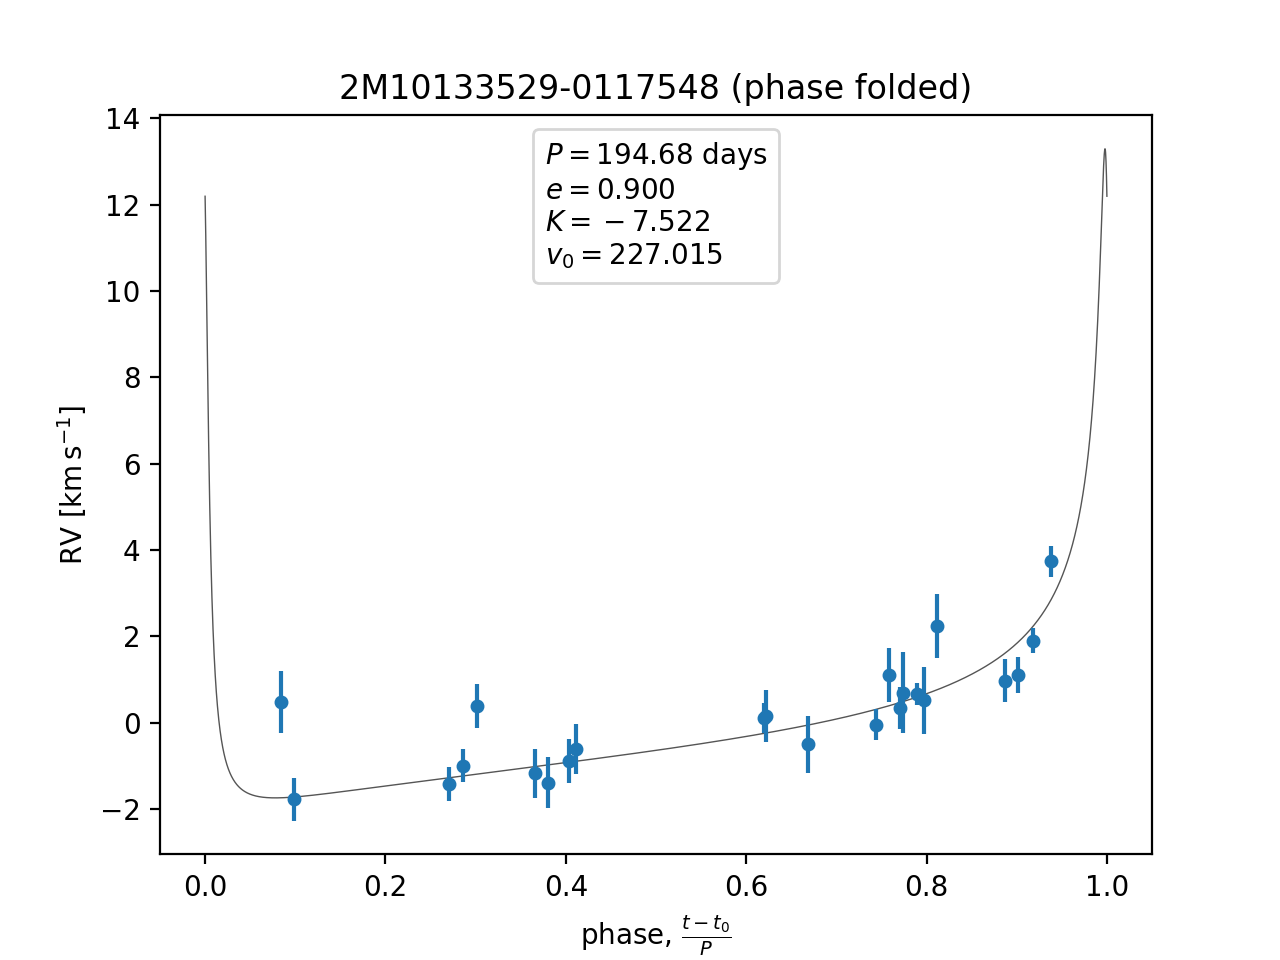 2M10133529-0117548 (phase folded)
P = 194.68 days
e = 0.900
K = −7.522
v₀ = 227.015
RV [km s⁻¹]
14
12
10
8
6
4
2
0
−2
0.0 0.2 0.4 0.6 0.8 1.0
phase, (t − t₀)/P